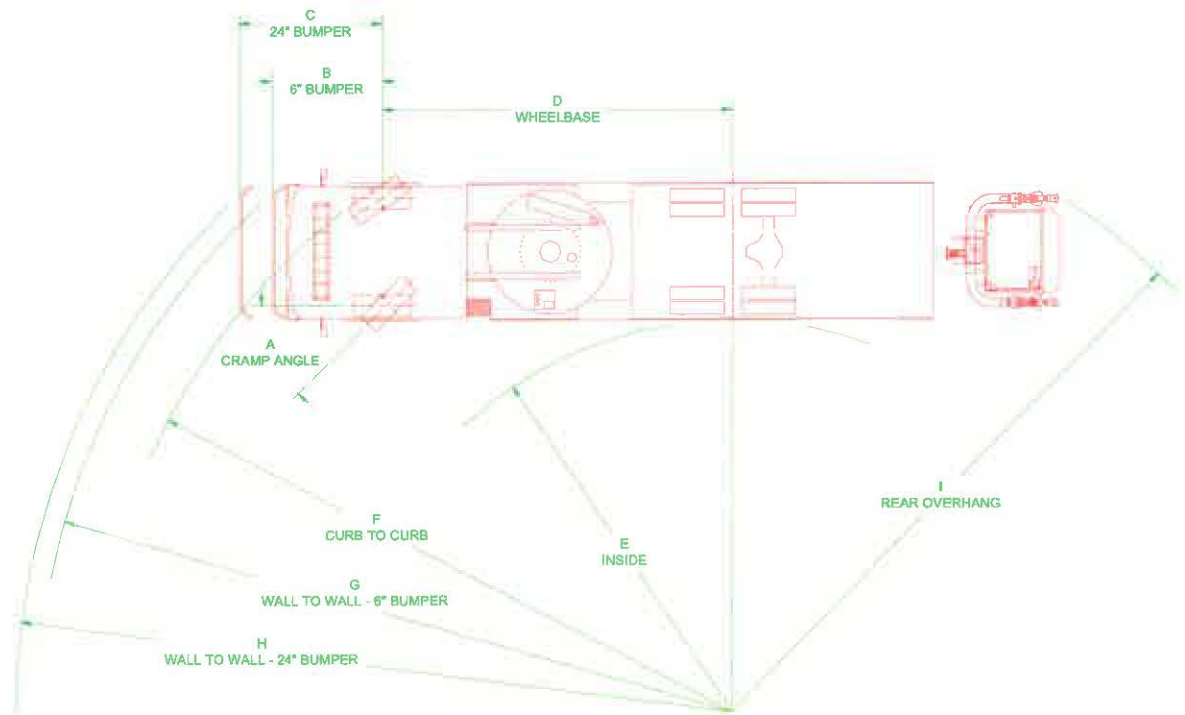 C
24" BUMPER
B
6" BUMPER
D
WHEELBASE
A
CRAMP ANGLE
I
REAR OVERHANG
F
CURB TO CURB
E
INSIDE
G
WALL TO WALL - 6" BUMPER
H
WALL TO WALL - 24" BUMPER